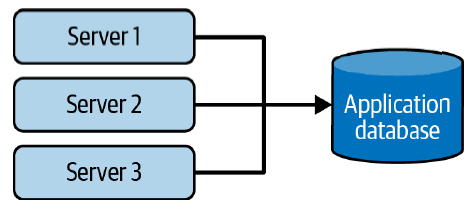 Server 1
Server 2
Server 3
Application
database